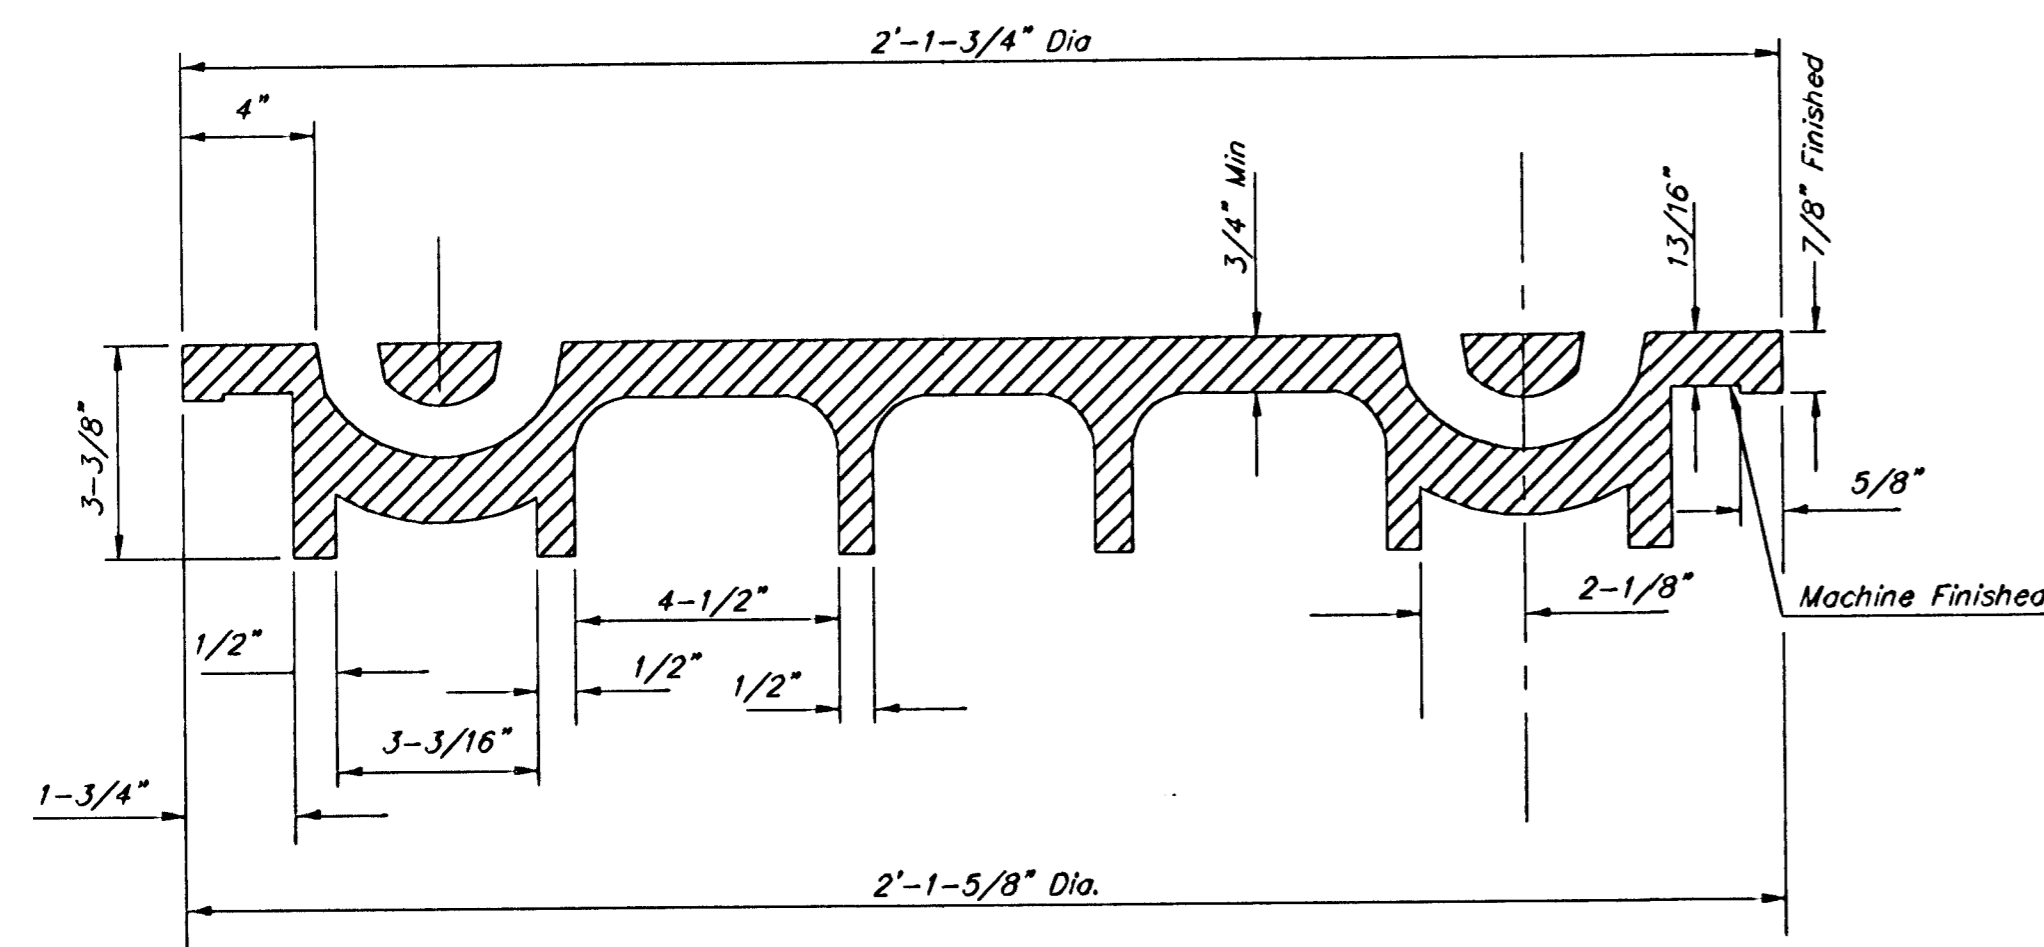 2'-1-3/4" Dia
4"
3/4" Min
13/16"
7/8" Finished
3-3/8"
5/8"
4-1/2"
2-1/8"
Machine Finished
1/2"
1/2"
1/2"
3-3/16"
1-3/4"
2'-1-5/8" Dia.